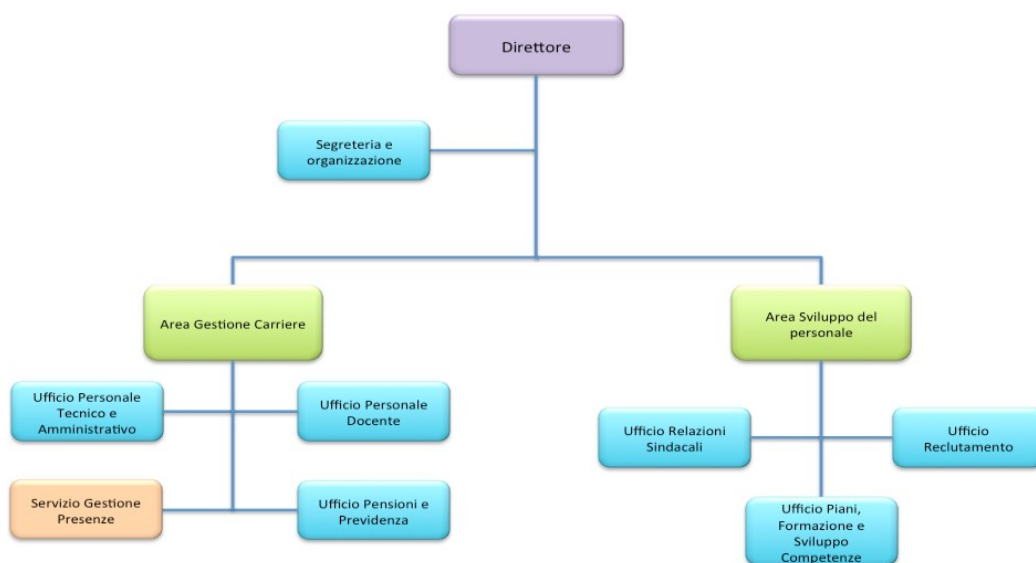 Direttore
Segreteria e
organizzazione
Area Gestione Carriere
Area Sviluppo del
personale
Ufficio Personale
Tecnico e
Amministrativo
Ufficio Personale
Docente
Servizio Gestione
Presenze
Ufficio Pensioni e
Previdenza
Ufficio Relazioni
Sindacali
Ufficio
Reclutamento
Ufficio Piani,
Formazione e
Sviluppo
Competenze